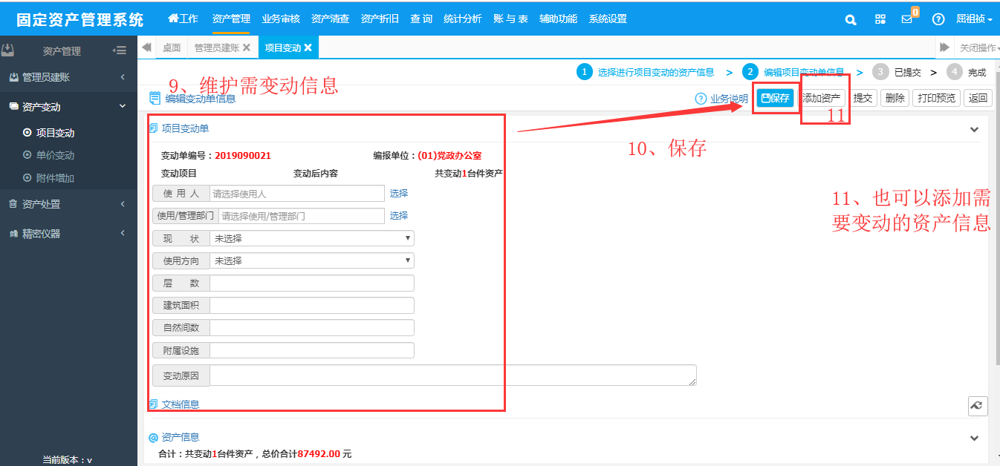 固定资产管理系统
工作 资产管理 业务审核 资产清查 资产折旧 查 询 统计分析 账 与 表 辅助功能 系统设置
0
屈祖祯
资产管理
管理员建账
资产变动
项目变动
单价变动
附件增加
资产处置
精密仪器
当前版本：v
桌面 管理员建账 项目变动 关闭操作
1 选择进行项目变动的资产信息 > 2 编辑项目变动单信息 > 3 已提交 > 4 完成
9、维护需变动信息
编辑变动单信息
业务说明 保存 添加资产 提交 删除 打印预览 返回
11
项目变动单
10、保存
变动单编号：2019090021 编报单位：(01)党政办公室
变动项目 变动后内容 共变动1台件资产
使 用 人 请选择使用人 选择
使用/管理部门 请选择使用/管理部门 选择
现 状 未选择
使用方向 未选择
层 数
建筑面积
自然间数
附属设施
变动原因
11、也可以添加需
要变动的资产信息
文档信息
资产信息
合计：共变动1台件资产，总价合计87492.00 元